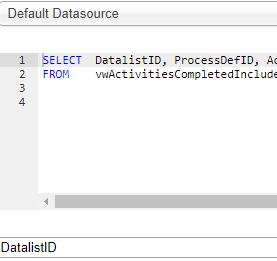 Default Datasource
1 SELECT DatalistID, ProcessDefID, Ac
2 FROM vwActivitiesCompletedInclude
3
4
DatalistID